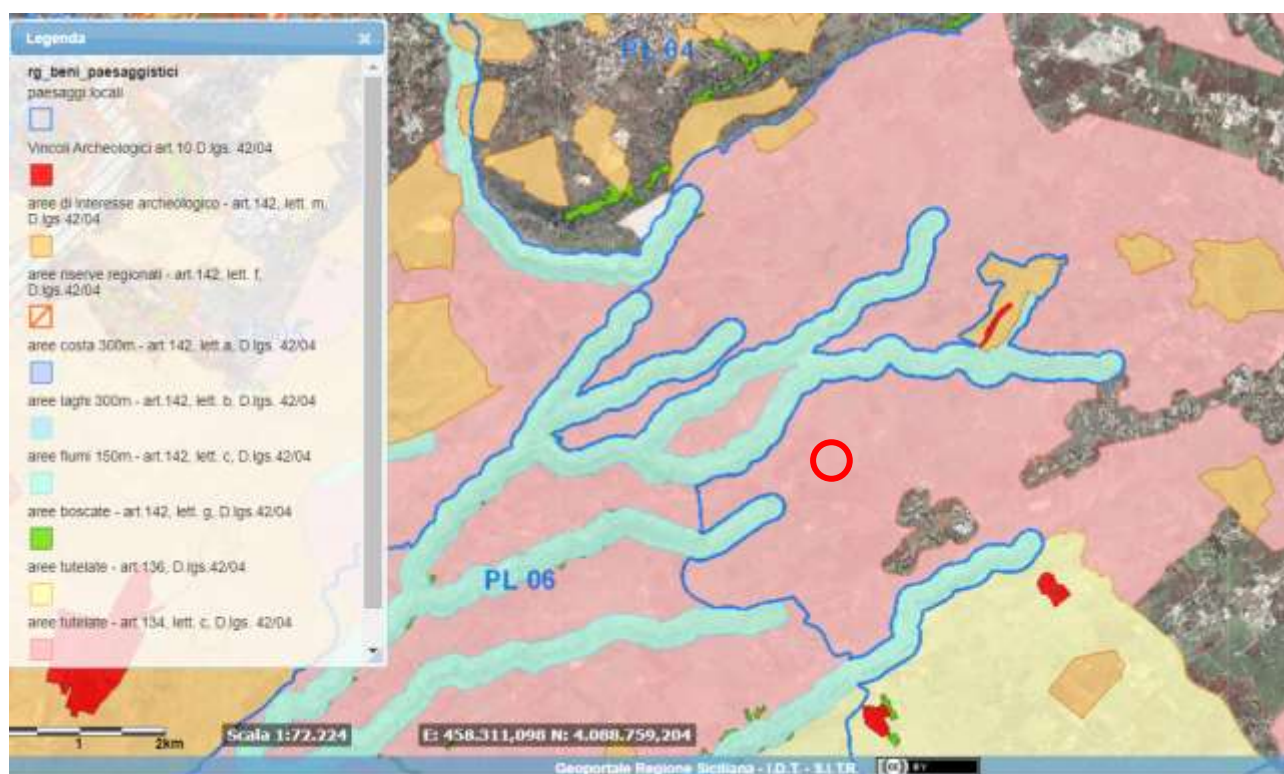 Legenda
rg_beni_paesaggistici
paesaggi locali
Vincoli Archeologici art.10 D.lgs. 42/04
aree di interesse archeologico - art.142, lett. m,
D.lgs.42/04
aree riserve regionali - art.142, lett. f,
D.lgs.42/04
aree costa 300m - art.142, lett.a, D.lgs. 42/04
aree laghi 300m - art.142, lett. b, D.lgs.42/04
aree fiumi 150m - art.142, lett. c, D.lgs.42/04
aree boscate - art.142, lett. g, D.lgs.42/04
aree tutelate - art.136, D.lgs.42/04
aree tutelate - art.134, lett. c, D.lgs. 42/04
PL 04
PL 06
1 2km
Scala 1:72.224
E: 458.311,098 N: 4.088.759,204
Geoportale Regione Siciliana - I.D.T. - S.I.T.R.
cc BY